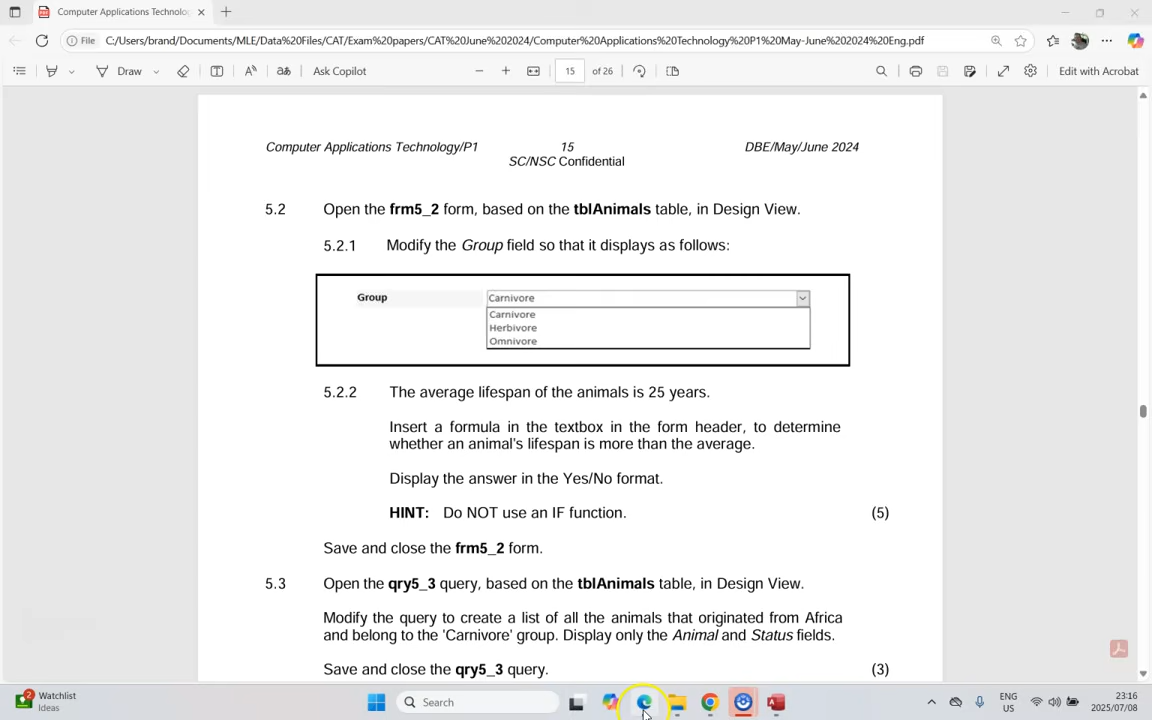 Computer Applications Technolo
File
C:/Users/brand/Documents/MLE/Data%20Files/CAT/Exam%20papers/CAT%20June%202024/Computer%20Applications%20Technology%20P1%20May-June%202024%20Eng.pdf
Draw
Ask Copilot
15
of 26
Edit with Acrobat
Computer Applications Technology/P1
15
DBE/May/June 2024
SC/NSC Confidential
5.2 Open the frm5_2 form, based on the tblAnimals table, in Design View.
5.2.1 Modify the Group field so that it displays as follows:
Group
Carnivore
Carnivore
Herbivore
Omnivore
5.2.2 The average lifespan of the animals is 25 years.
Insert a formula in the textbox in the form header, to determine
whether an animal's lifespan is more than the average.
Display the answer in the Yes/No format.
HINT: Do NOT use an IF function. (5)
Save and close the frm5_2 form.
5.3 Open the qry5_3 query, based on the tblAnimals table, in Design View.
Modify the query to create a list of all the animals that originated from Africa
and belong to the 'Carnivore' group. Display only the Animal and Status fields.
Save and close the qry5_3 query. (3)
2
Watchlist
Ideas
Search
ENG
US
23:16
2025/07/08